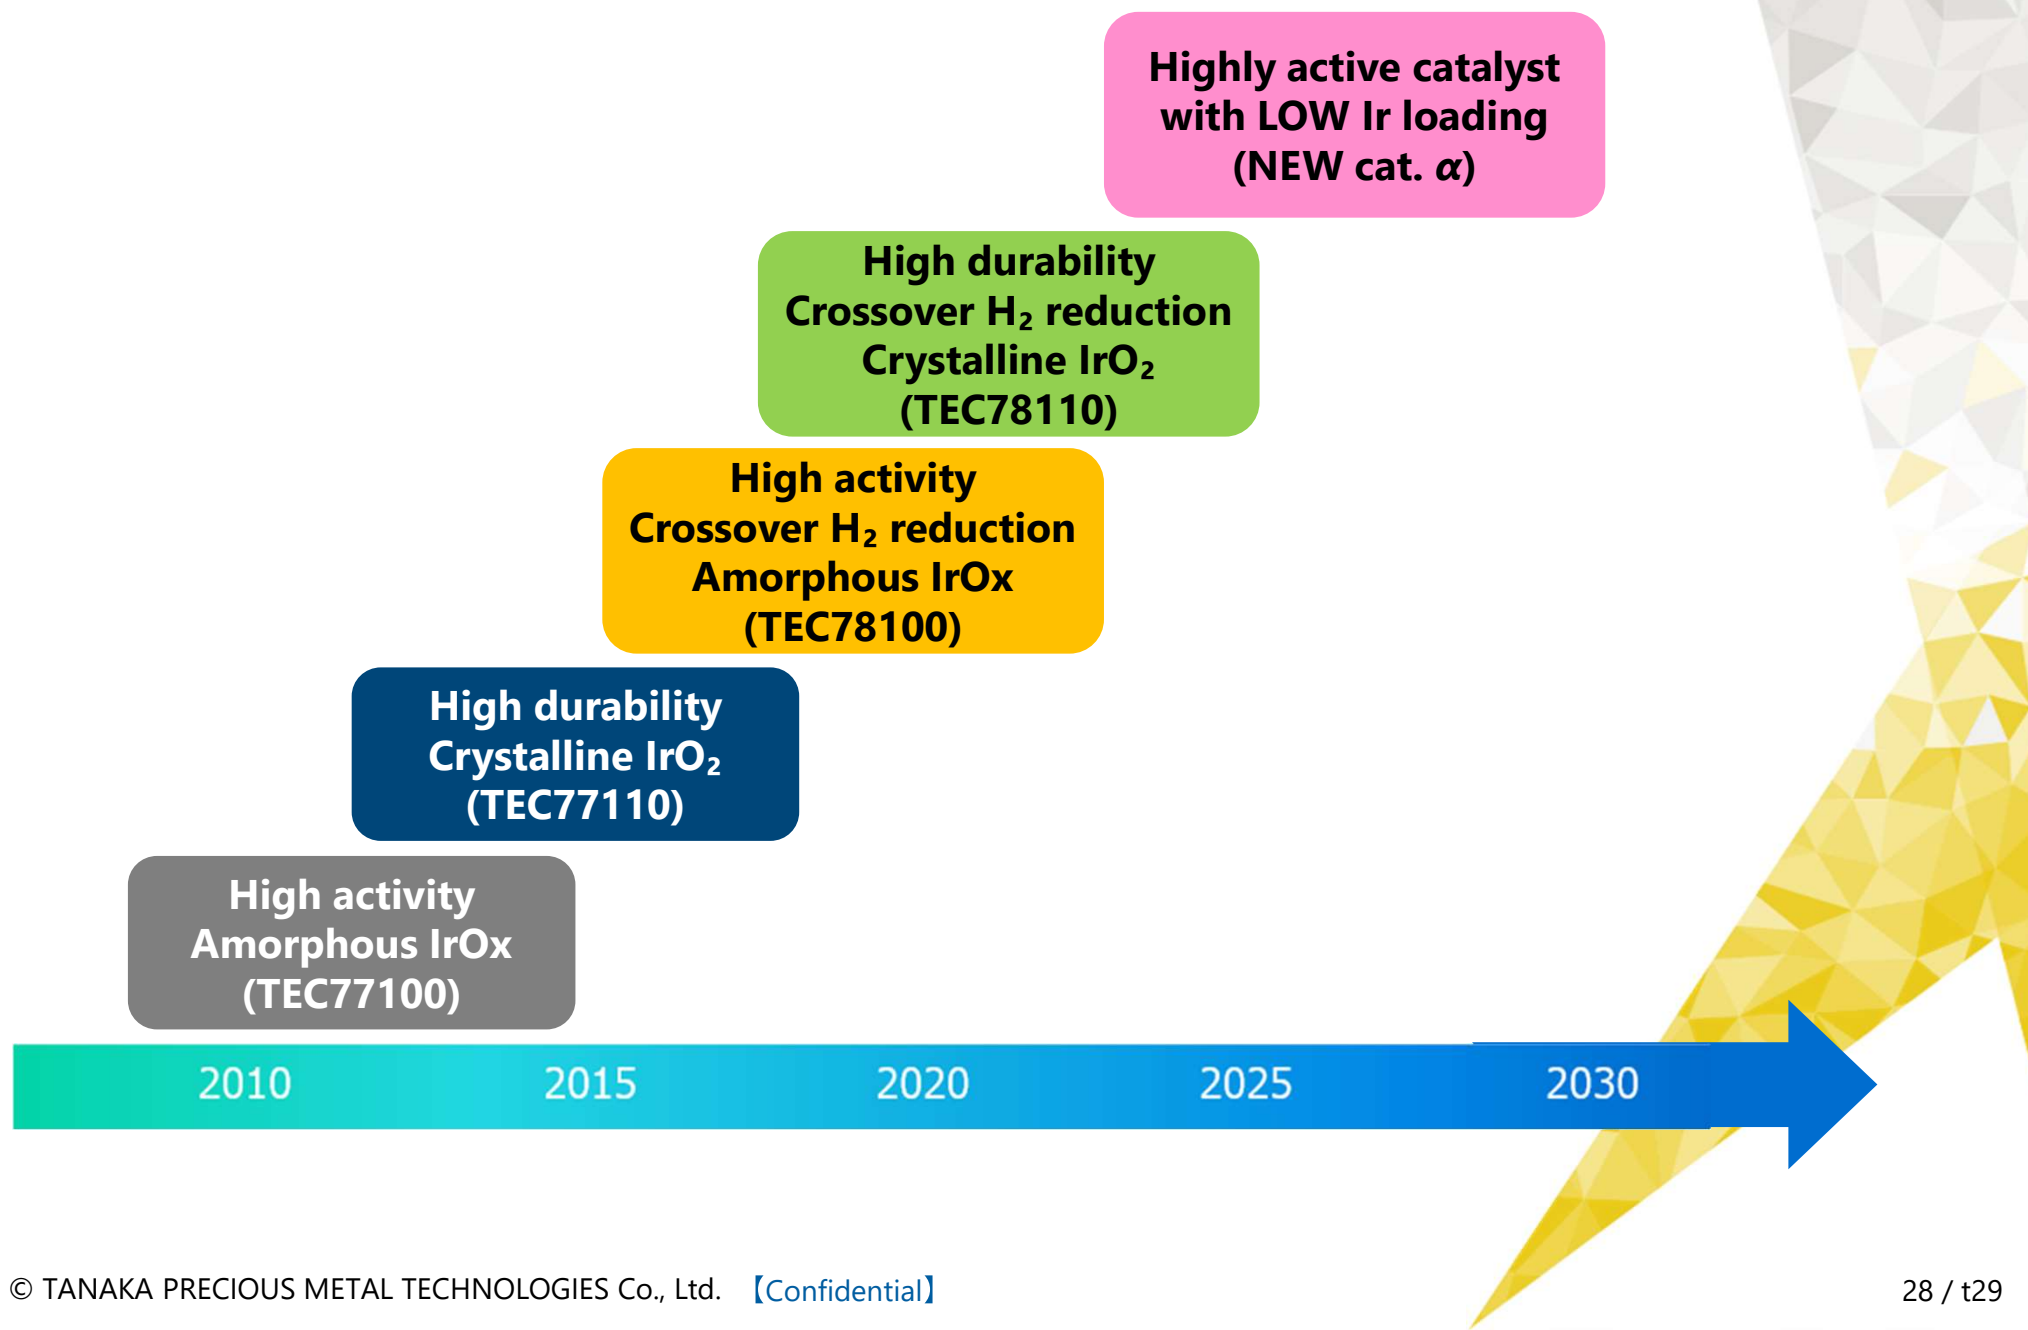 Highly active catalyst
with LOW Ir loading
(NEW cat. α)
High durability
Crossover H₂ reduction
Crystalline IrO₂
(TEC78110)
High activity
Crossover H₂ reduction
Amorphous IrOx
(TEC78100)
High durability
Crystalline IrO₂
(TEC77110)
High activity
Amorphous IrOx
(TEC77100)
2010 2015 2020 2025 2030
© TANAKA PRECIOUS METAL TECHNOLOGIES Co., Ltd. 【Confidential】 28 / t29